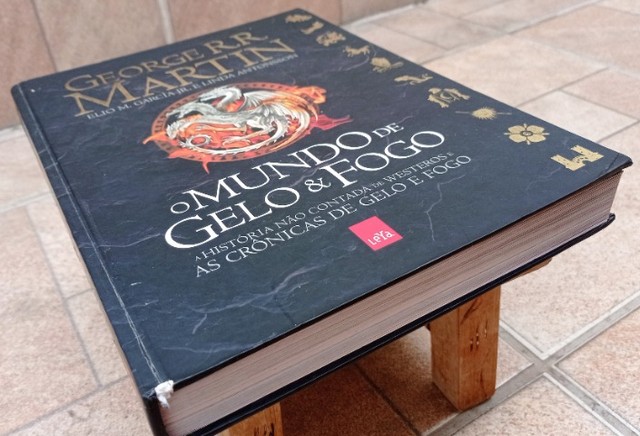 GEORGE R.R.
MARTIN
ELIO M. GARCÍA JR. E LINDA ANTONSSON
O MUNDO DE
GELO & FOGO
A HISTÓRIA NÃO CONTADA DE WESTEROS E
AS CRÔNICAS DE GELO E FOGO
LeYa